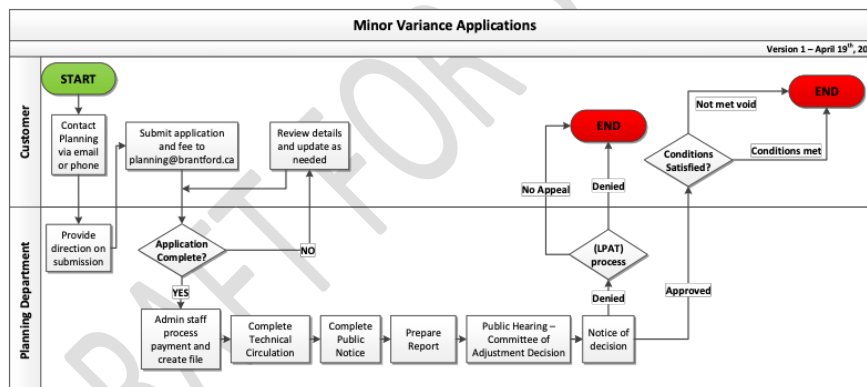 Minor Variance Applications
Version 1 – April 19th, 20
Customer
START
Contact
Planning
via email
or phone
Submit application
and fee to
planning@brantford.ca
Review details
and update as
needed
END
No Appeal
Denied
Not met void
END
Conditions
Satisfied?
Conditions met
Planning Department
Provide
direction on
submission
Application
Complete?
NO
YES
(LPAT)
process
Denied
Approved
Admin staff
process
payment and
create file
Complete
Technical
Circulation
Complete
Public
Notice
Prepare
Report
Public Hearing –
Committee of
Adjustment Decision
Notice of
decision
DRAFT FOR